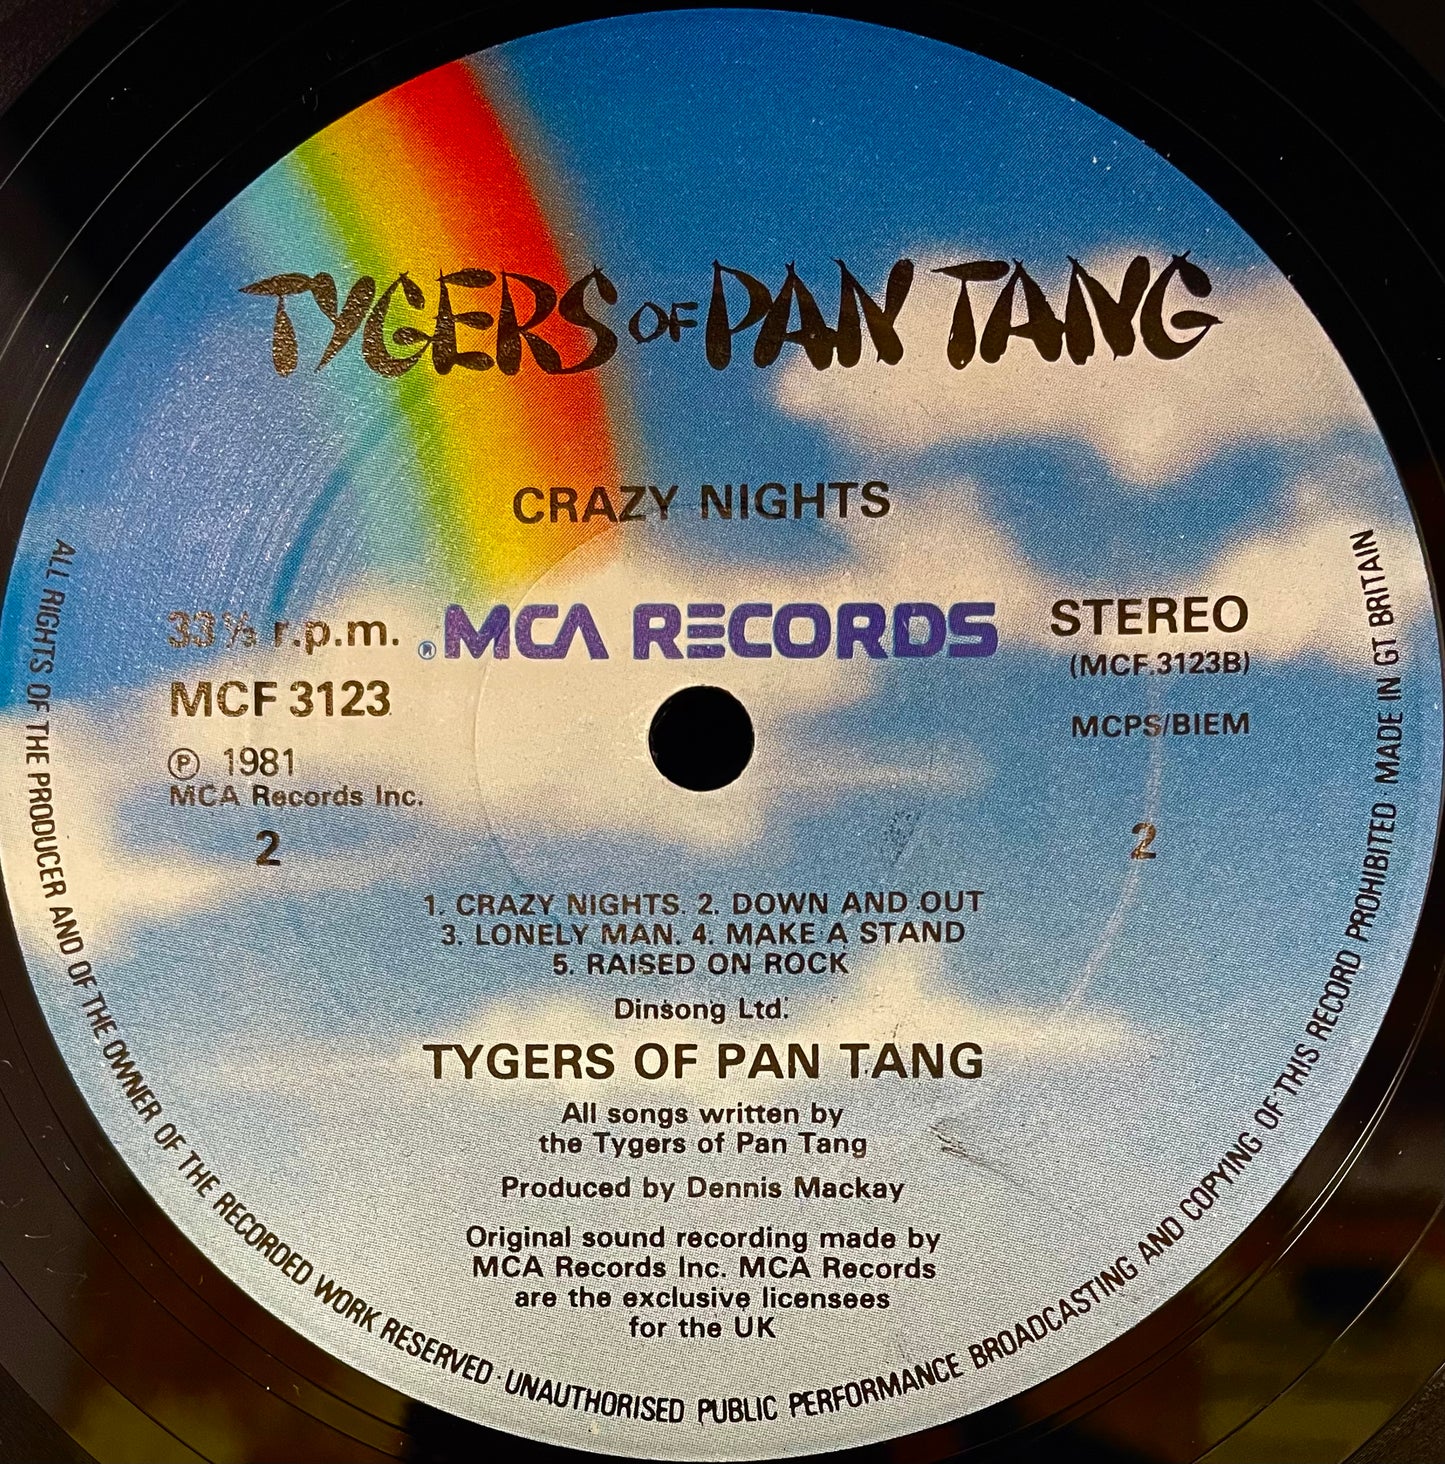 TYGERS OF PAN TANG
CRAZY NIGHTS
33⅓ r.p.m.
® MCA RECORDS
STEREO
(MCF.3123B)
MCF 3123
MCPS/BIEM
Ⓟ 1981
MCA Records Inc.
2
2
1. CRAZY NIGHTS. 2. DOWN AND OUT
3. LONELY MAN. 4. MAKE A STAND
5. RAISED ON ROCK
Dinsong Ltd.
TYGERS OF PAN TANG
All songs written by
the Tygers of Pan Tang
Produced by Dennis Mackay
Original sound recording made by
MCA Records Inc. MCA Records
are the exclusive licensees
for the UK
ALL RIGHTS OF THE PRODUCER AND OF THE OWNER OF THE RECORDED WORK RESERVED · UNAUTHORISED PUBLIC PERFORMANCE BROADCASTING AND COPYING OF THIS RECORD PROHIBITED · MADE IN GT BRITAIN